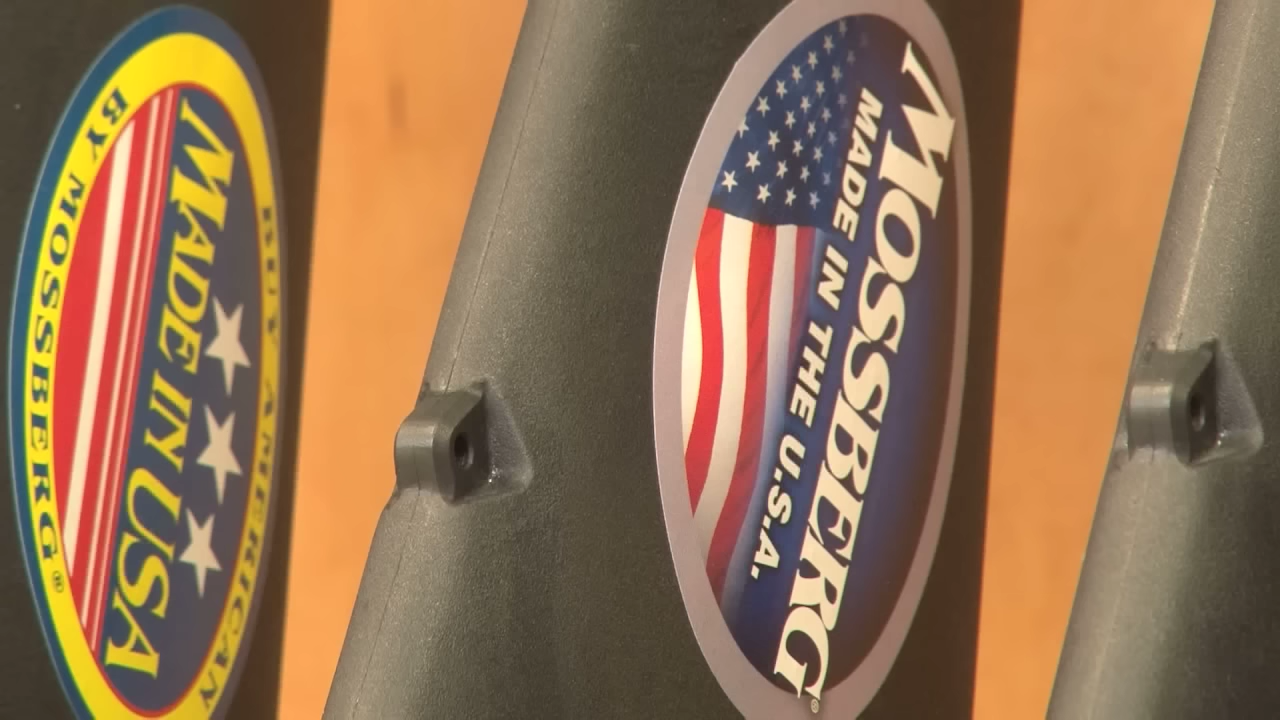 BUY AMERICAN
MADE IN USA
BY MOSSBERG®
MOSSBERG®
MADE IN THE U.S.A.